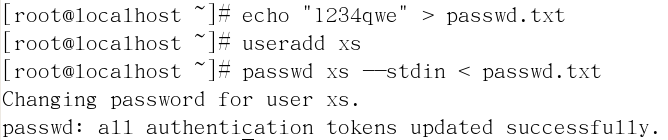 [root@localhost ~]# echo "1234qwe" > passwd.txt
[root@localhost ~]# useradd xs
[root@localhost ~]# passwd xs --stdin < passwd.txt
Changing password for user xs.
passwd: all authentication tokens updated successfully.